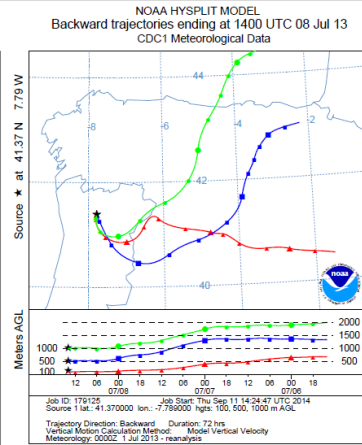 NOAA HYSPLIT MODEL
Backward trajectories ending at 1400 UTC 08 Jul 13
CDC1 Meteorological Data
Source ★ at 41.37 N 7.79 W
44
-8 -6 -4 -2
42
40
noaa
Meters AGL
2000
1500
1000 1000
500 500
100
12 06 00 18 12 06 00 18 12 06 00 18
07/08 07/07 07/06
Job ID: 179125 Job Start: Thu Sep 11 14:24:47 UTC 2014
Source 1 lat.: 41.370000 lon.: -7.789000 hgts: 100, 500, 1000 m AGL
Trajectory Direction: Backward Duration: 72 hrs
Vertical Motion Calculation Method: Model Vertical Velocity
Meteorology: 0000Z 1 Jul 2013 - reanalysis